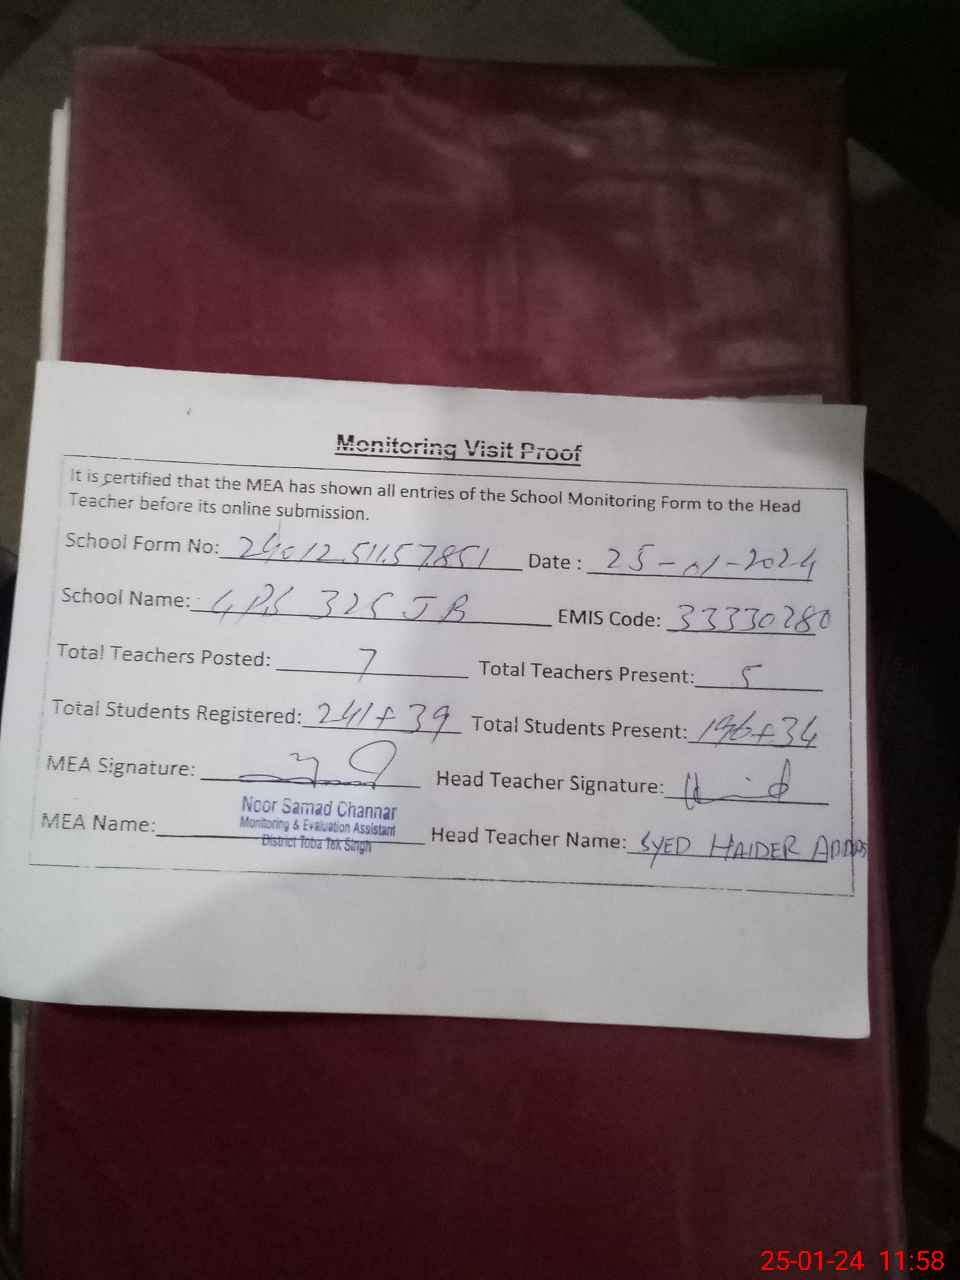 Monitoring Visit Proof
It is certified that the MEA has shown all entries of the School Monitoring Form to the Head
Teacher before its online submission.
School Form No: Date : 25-01-2024
School Name: GPS 325 JB EMIS Code: 33330280
Total Teachers Posted: 7 Total Teachers Present: 5
Total Students Registered: 241+39 Total Students Present: 196+34
MEA Signature: Head Teacher Signature:
Noor Samad Channar
Monitoring & Evaluation Assistant
District Toba Tek Singh
MEA Name: Head Teacher Name: SYED HAIDER
25-01-24 11:58